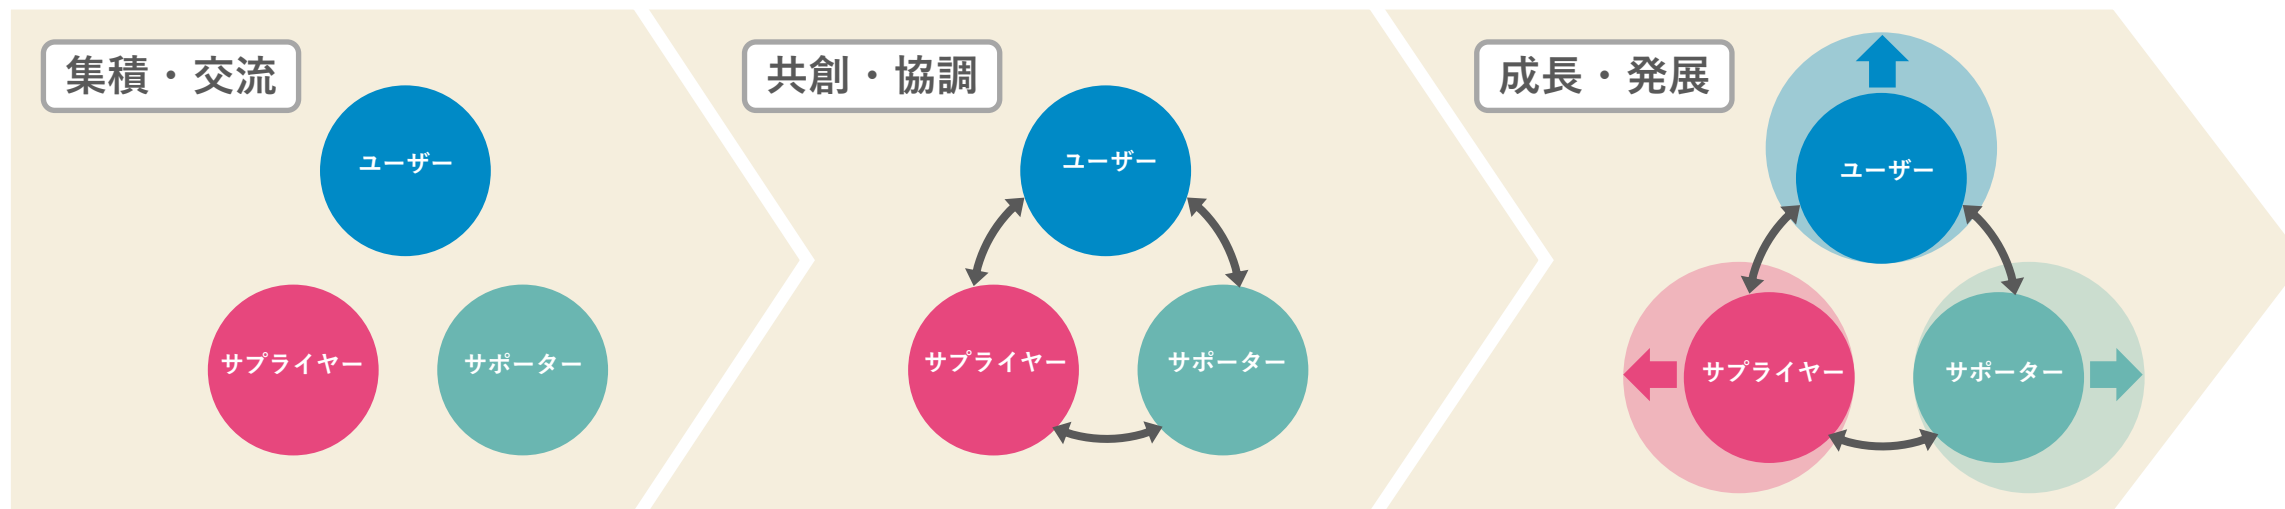 集積・交流
ユーザー
サプライヤー
サポーター
共創・協調
ユーザー
サプライヤー
サポーター
成長・発展
ユーザー
サプライヤー
サポーター